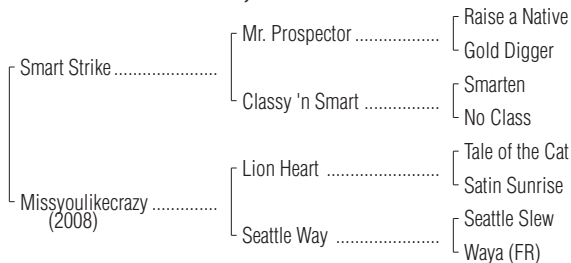 Raise a Native
Mr. Prospector ..................
Gold Digger
Smart Strike ......................
Smarten
Classy 'n Smart .................
No Class
Tale of the Cat
Lion Heart ........................
Satin Sunrise
Missyoulikecrazy ..............
(2008)
Seattle Slew
Seattle Way ......................
Waya (FR)